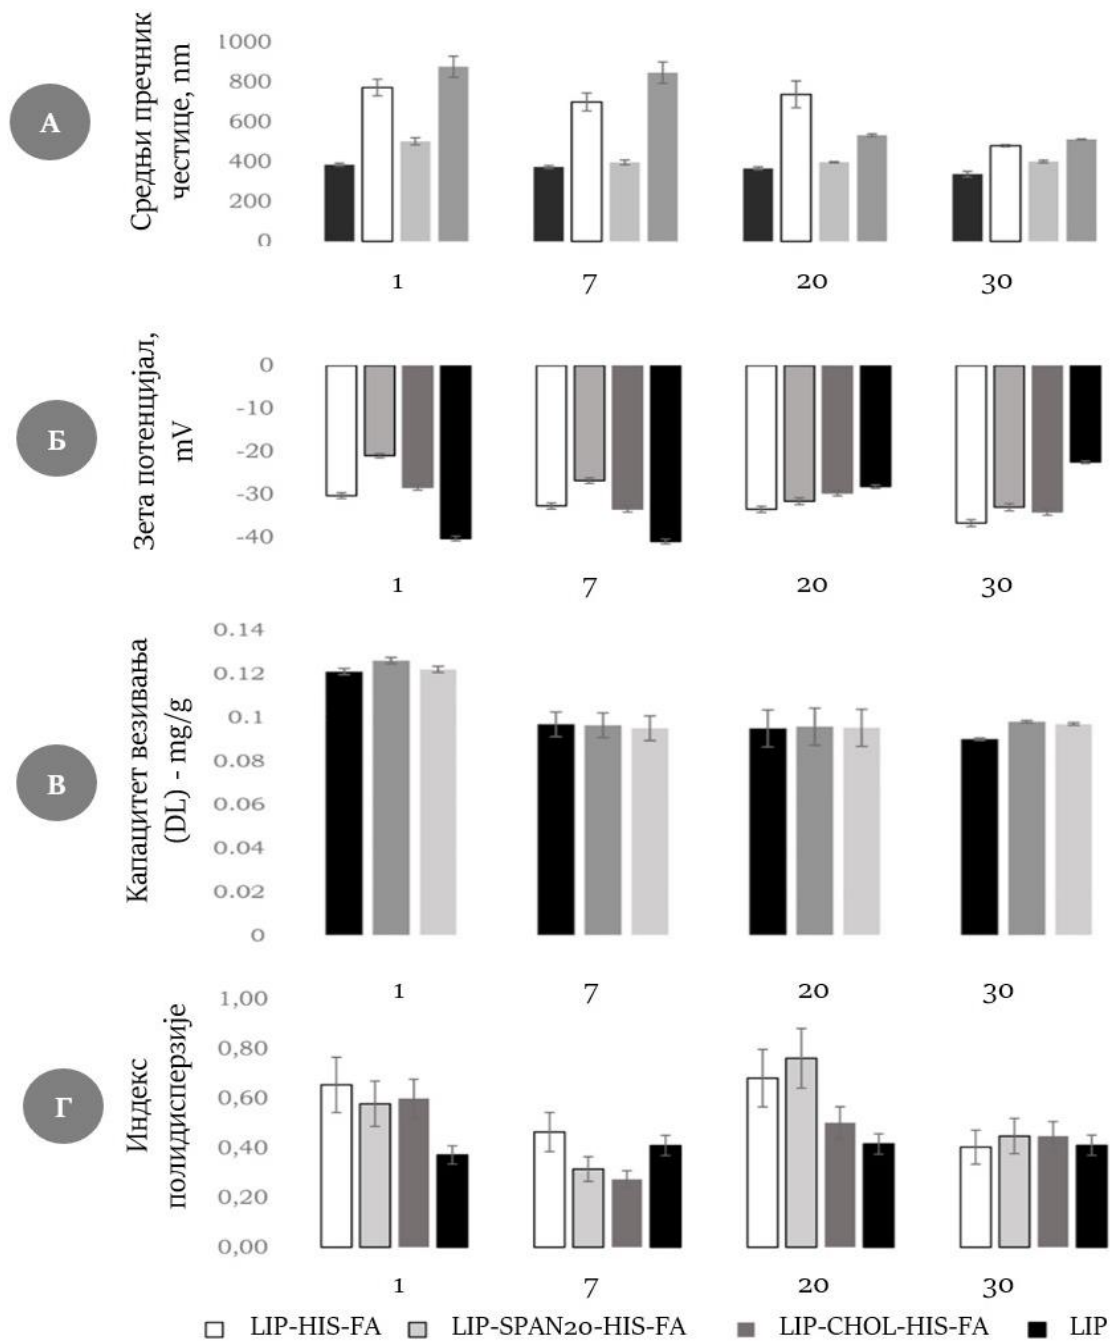 А
Средњи пречник
честице, nm
1000
800
600
400
200
0
1 7 20 30
Б
Зета потенцијал,
mV
0
-10
-20
-30
-40
1 7 20 30
В
Капацитет везивања
(DL) - mg/g
0.14
0.12
0.1
0.08
0.06
0.04
0.02
0
1 7 20 30
Г
Индекс
полидисперзије
1,00
0,80
0,60
0,40
0,20
0,00
1 7 20 30
LIP-HIS-FA LIP-SPAN20-HIS-FA LIP-CHOL-HIS-FA LIP